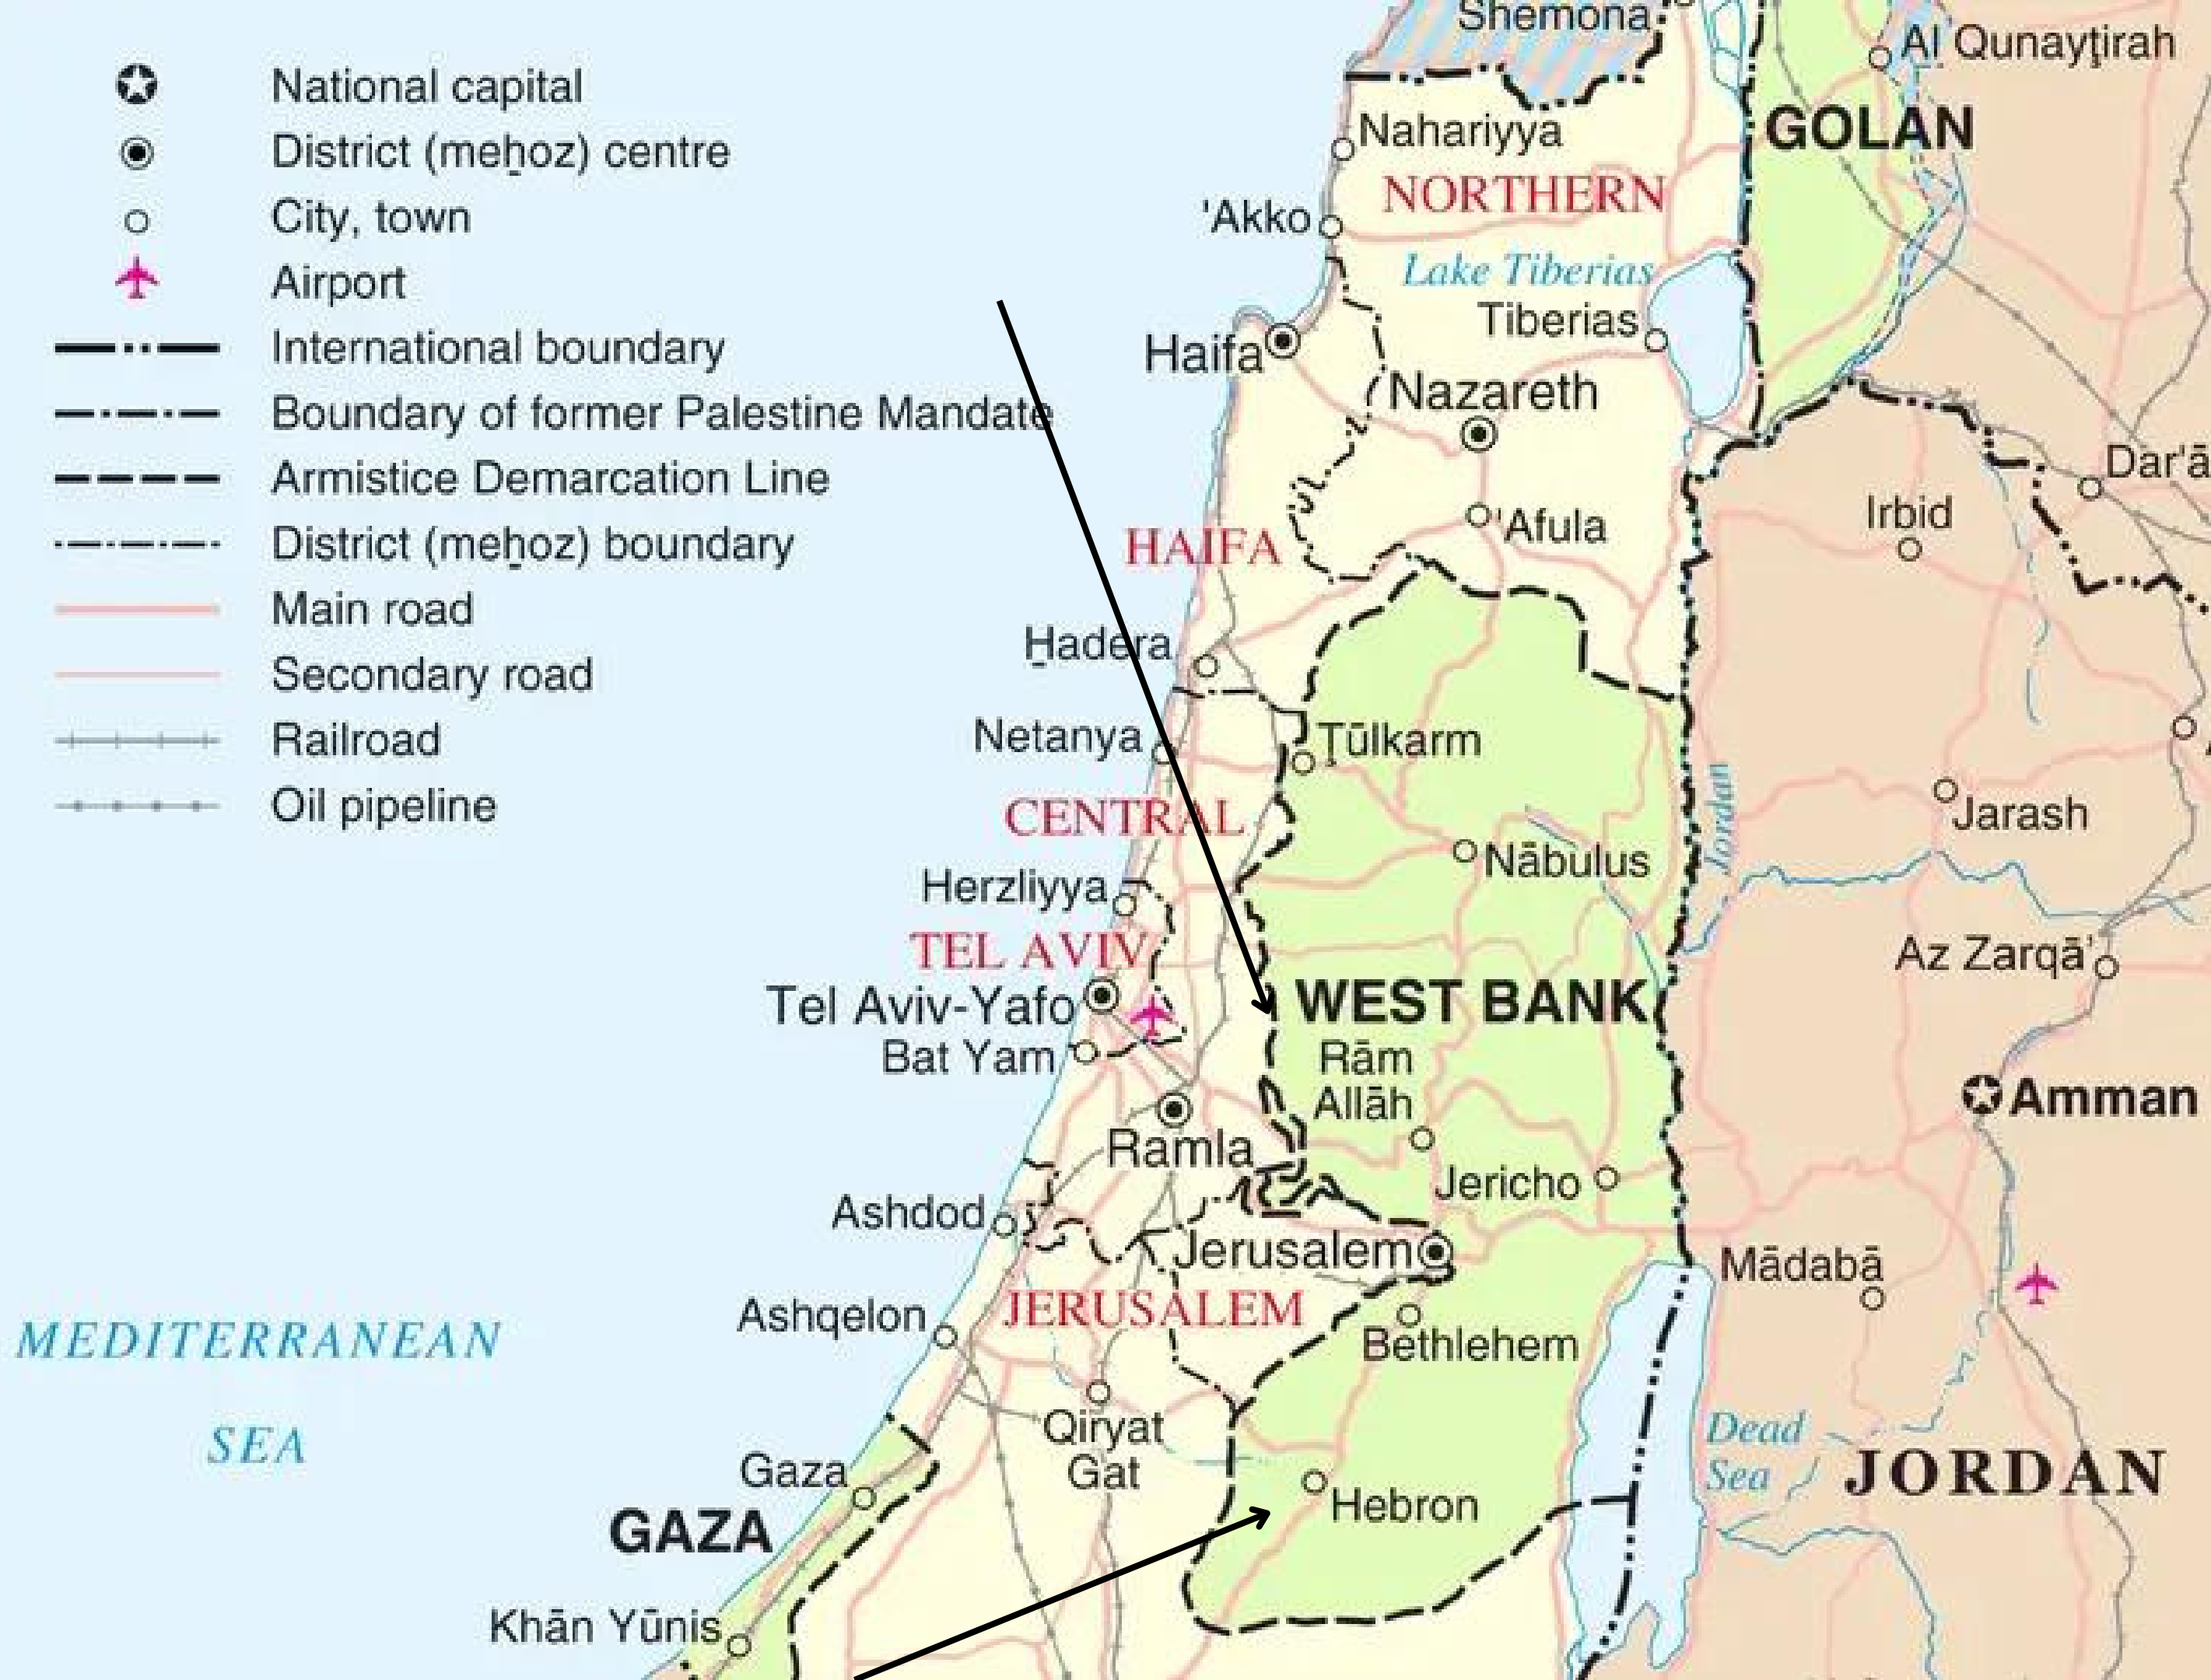 National capital
District (meẖoz) centre
City, town
Airport
International boundary
Boundary of former Palestine Mandate
Armistice Demarcation Line
District (meẖoz) boundary
Main road
Secondary road
Railroad
Oil pipeline
Shemona
Al Qunayţirah
GOLAN
Nahariyya
NORTHERN
'Akko
Lake Tiberias
Tiberias
Haifa
Nazareth
Dar'ā
Irbid
'Afula
HAIFA
H̱adera
Netanya
Ţūlkarm
Jordan
CENTRAL
Jarash
Nābulus
Herzliyya
TEL AVIV
Az Zarqā'
Tel Aviv-Yafo
WEST BANK
Bat Yam
Rām
Allāh
Amman
Ramla
Jericho
Ashdod
Jerusalem
Mādabā
JERUSALEM
Ashqelon
Bethlehem
MEDITERRANEAN
SEA
Qiryat
Gat
Dead
Sea
JORDAN
Gaza
Hebron
GAZA
Khān Yūnis